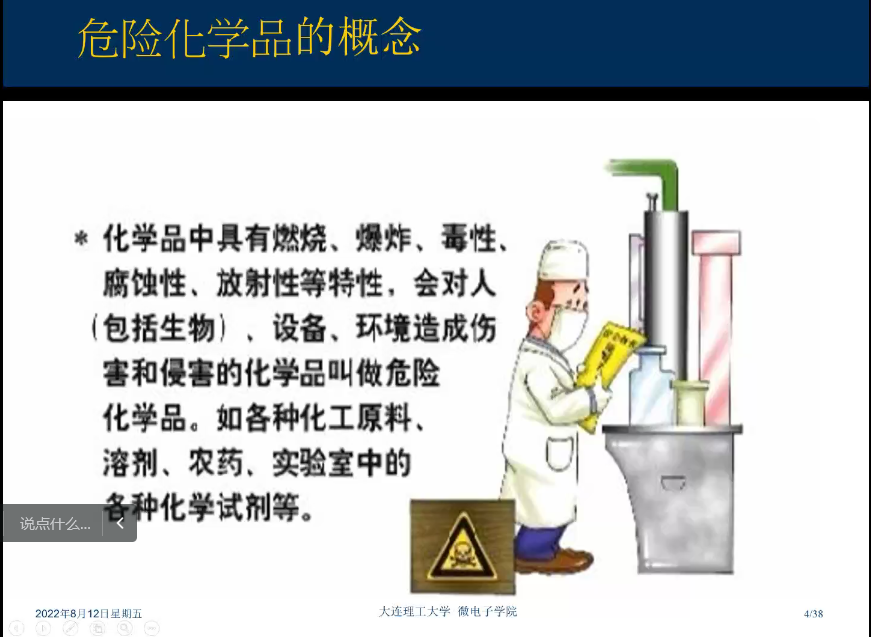 危险化学品的概念
* 化学品中具有燃烧、爆炸、毒性、
腐蚀性、放射性等特性，会对人
（包括生物）、设备、环境造成伤
害和侵害的化学品叫做危险
化学品。如各种化工原料、
溶剂、农药、实验室中的
各种化学试剂等。
说点什么...
2022年8月12日星期五
大连理工大学 微电子学院
4/38